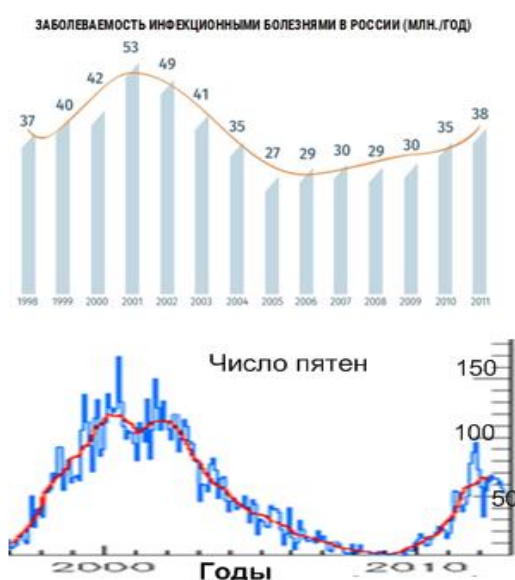 ЗАБОЛЕВАЕМОСТЬ ИНФЕКЦИОННЫМИ БОЛЕЗНЯМИ В РОССИИ (МЛН./ГОД)
37 40 42 53 49 41 35 27 29 30 29 30 35 38
1998 1999 2000 2001 2002 2003 2004 2005 2006 2007 2008 2009 2010 2011
Число пятен
150
100
50
2000 2010
Годы